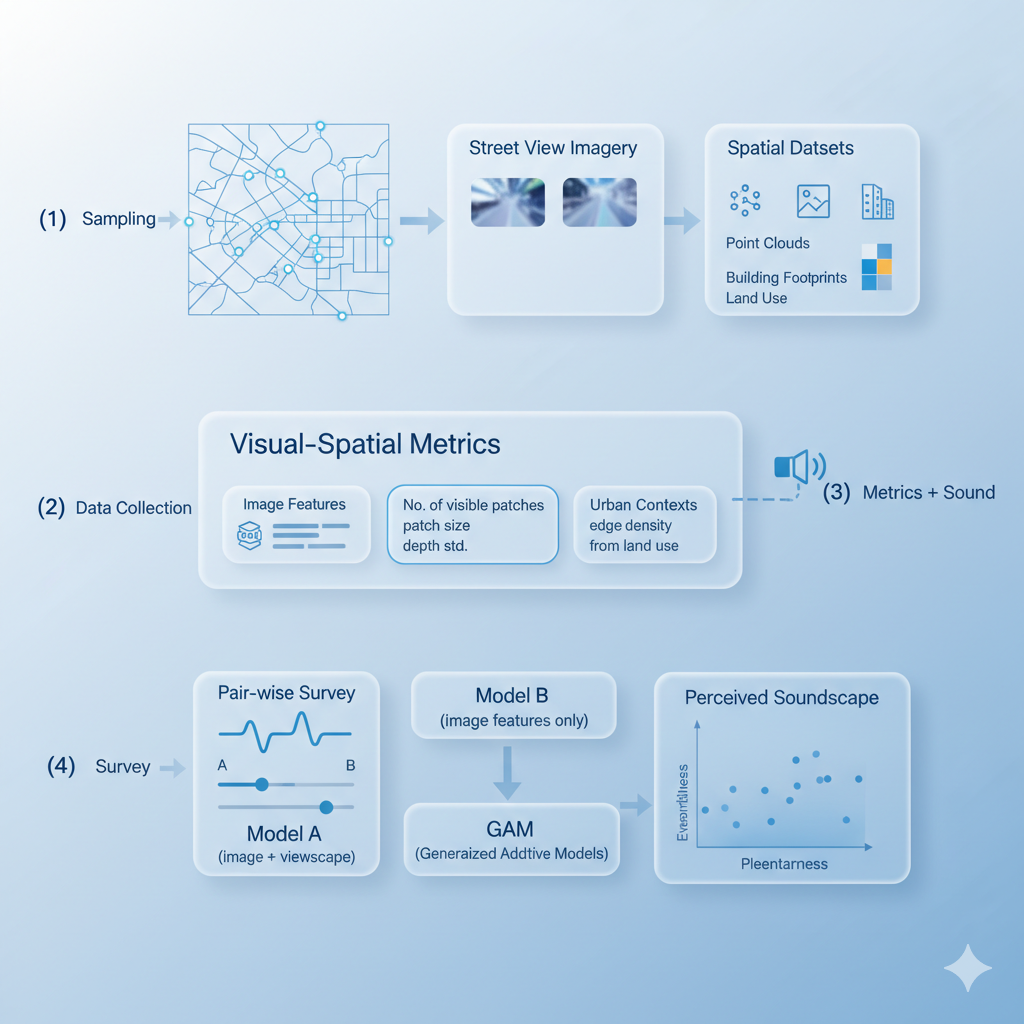 (1) Sampling
Street View Imagery
Spatial Datsets
Point Clouds
Building Footprints
Land Use
(2) Data Collection
Visual-Spatial Metrics
Image Features
No. of visible patches
patch size
depth std.
Urban Contexts
edge density
from land use
(3) Metrics + Sound
(4) Survey
Pair-wise Survey
A B
Model A
(image + viewscape)
Model B
(image features only)
GAM
(Generaized Addtive Models)
Perceived Soundscape
Pleentarness